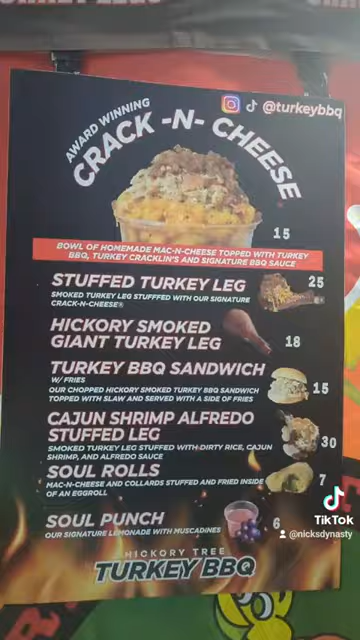 @turkeybbq
AWARD WINNING
CRACK -N- CHEESE
15
BOWL OF HOMEMADE MAC-N-CHEESE TOPPED WITH TURKEY
BBQ, TURKEY CRACKLIN'S AND SIGNATURE BBQ SAUCE
STUFFED TURKEY LEG 25
SMOKED TURKEY LEG STUFFFED WITH OUR SIGNATURE
CRACK-N-CHEESE®
HICKORY SMOKED
GIANT TURKEY LEG 18
TURKEY BBQ SANDWICH
W/ FRIES 15
OUR CHOPPED HICKORY SMOKED TURKEY BBQ SANDWICH
TOPPED WITH SLAW AND SERVED WITH A SIDE OF FRIES
CAJUN SHRIMP ALFREDO
STUFFED LEG 30
SMOKED TURKEY LEG STUFFED WITH DIRTY RICE, CAJUN
SHRIMP, AND ALFREDO SAUCE
SOUL ROLLS 7
MAC-N-CHEESE AND COLLARDS STUFFED AND FRIED INSIDE
OF AN EGGROLL
SOUL PUNCH 6
OUR SIGNATURE LEMONADE WITH MUSCADINES
HICKORY TREE
TURKEY BBQ
TikTok
@nicksdynasty